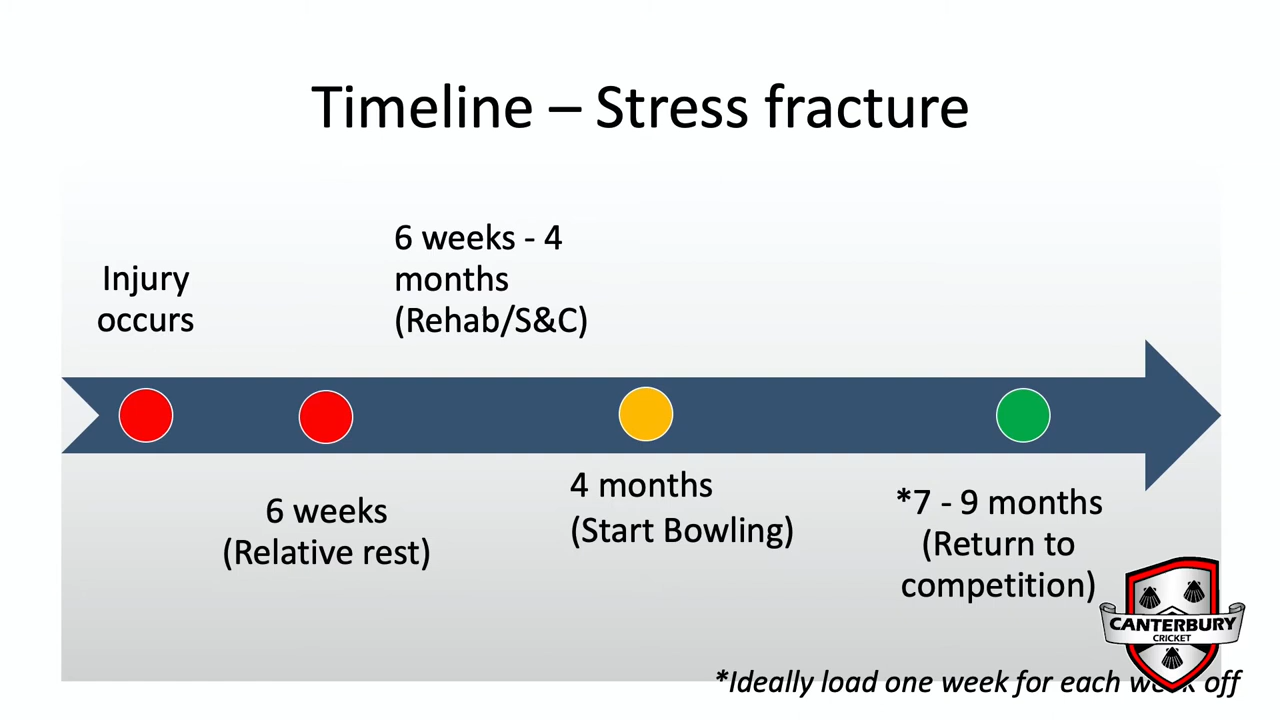 Timeline – Stress fracture
Injury
occurs
6 weeks
(Relative rest)
6 weeks - 4
months
(Rehab/S&C)
4 months
(Start Bowling)
*7 - 9 months
(Return to
competition)
CANTERBURY
CRICKET
*Ideally load one week for each week off